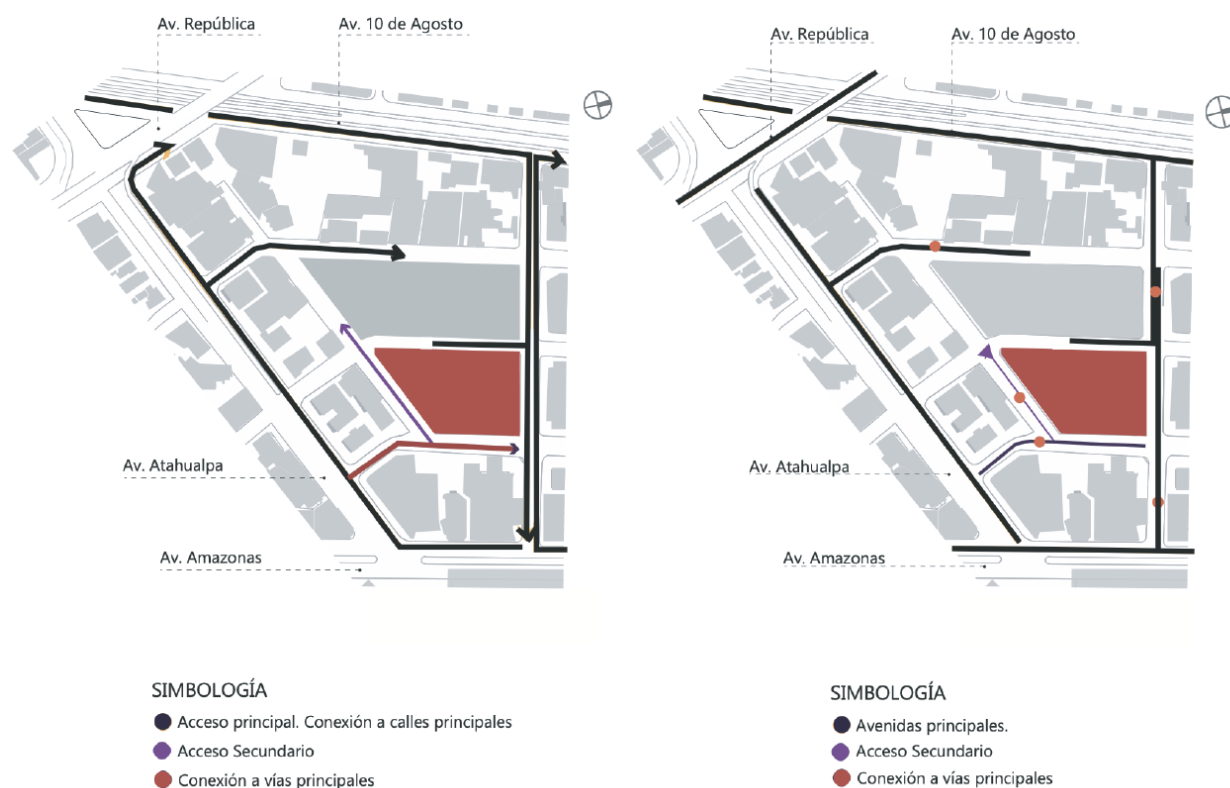 Av. República
Av. 10 de Agosto
Av. Atahualpa
Av. Amazonas
SIMBOLOGÍA
Acceso principal. Conexión a calles principales
Acceso Secundario
Conexión a vías principales
Av. República
Av. 10 de Agosto
Av. Atahualpa
Av. Amazonas
SIMBOLOGÍA
Avenidas principales.
Acceso Secundario
Conexión a vías principales